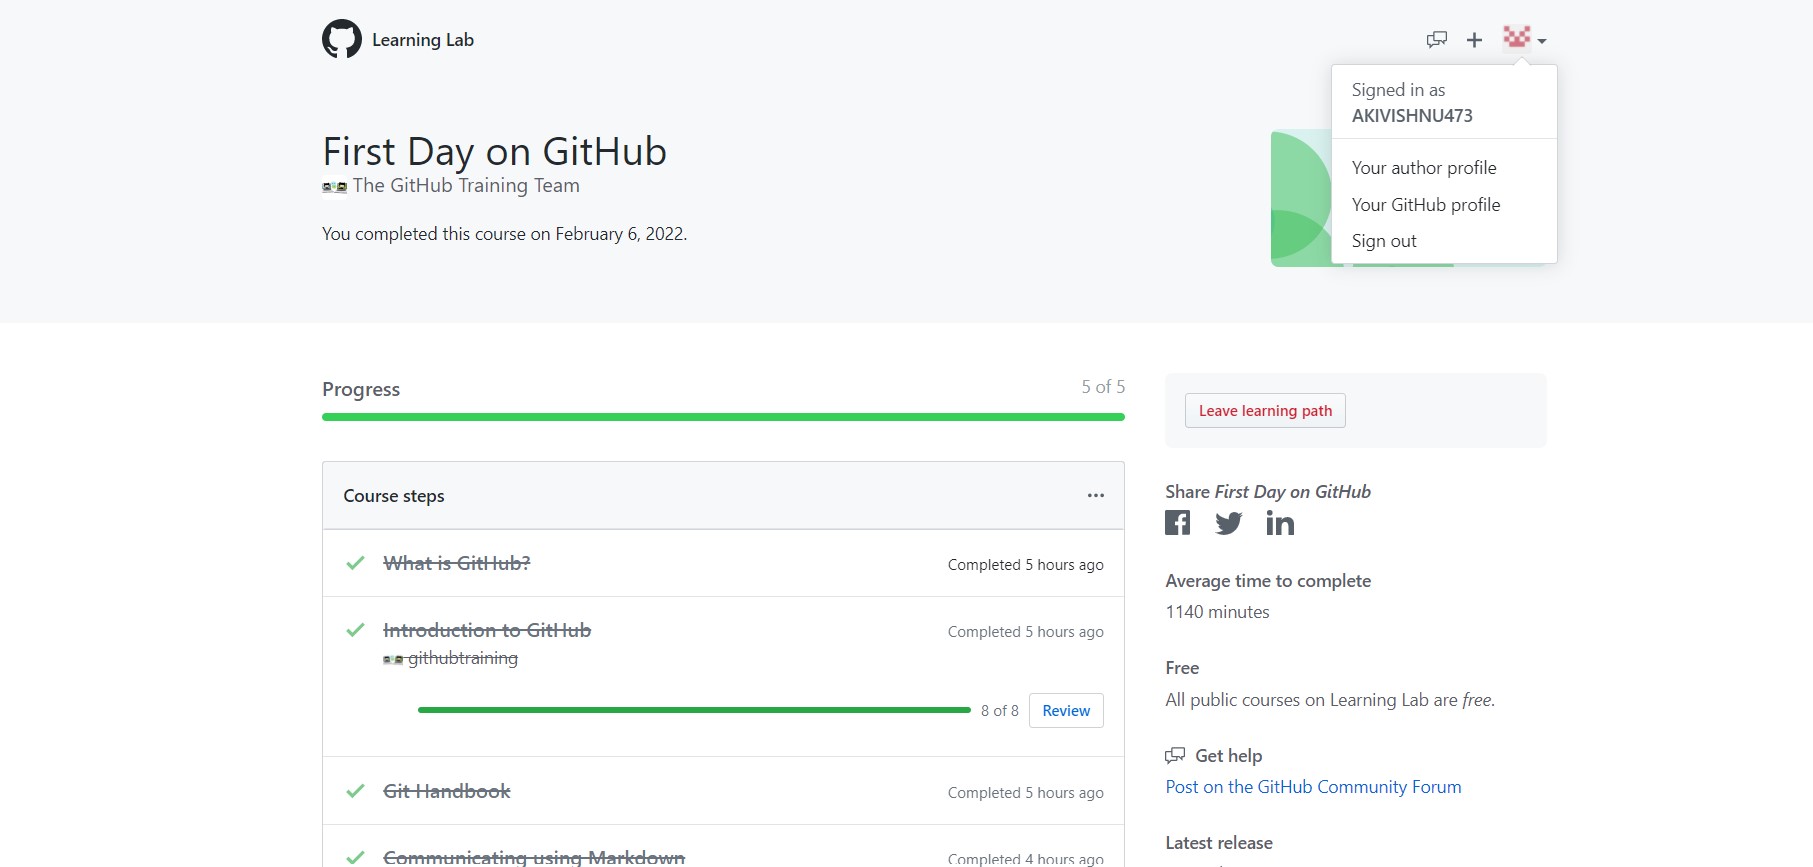 Learning Lab
Signed in as
AKIVISHNU473
Your author profile
Your GitHub profile
Sign out
First Day on GitHub
The GitHub Training Team
You completed this course on February 6, 2022.
Progress
5 of 5
Course steps
What is GitHub?
Completed 5 hours ago
Introduction to GitHub
Completed 5 hours ago
githubtraining
8 of 8
Review
Git Handbook
Completed 5 hours ago
Communicating using Markdown
Completed 4 hours ago
Leave learning path
Share First Day on GitHub
Average time to complete
1140 minutes
Free
All public courses on Learning Lab are free.
Get help
Post on the GitHub Community Forum
Latest release